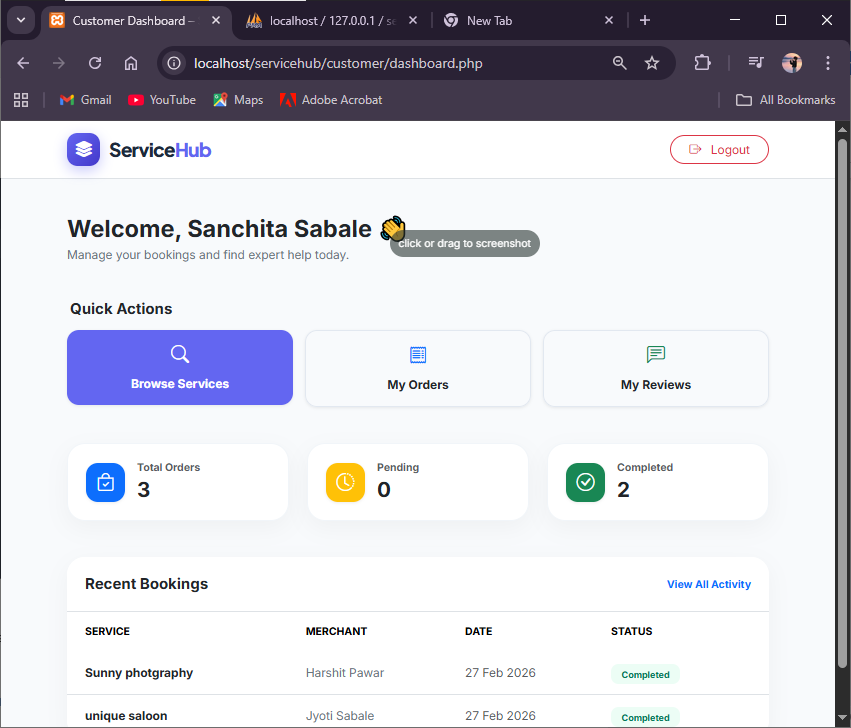 Customer Dashboard –
localhost / 127.0.0.1 / se
New Tab
localhost/servicehub/customer/dashboard.php
Gmail
YouTube
Maps
Adobe Acrobat
All Bookmarks
ServiceHub
Logout
Welcome, Sanchita Sabale 👋
click or drag to screenshot
Manage your bookings and find expert help today.
Quick Actions
Browse Services
My Orders
My Reviews
Total Orders
3
Pending
0
Completed
2
Recent Bookings
View All Activity
SERVICE MERCHANT DATE STATUS
Sunny photgraphy Harshit Pawar 27 Feb 2026 Completed
unique saloon Jyoti Sabale 27 Feb 2026 Completed